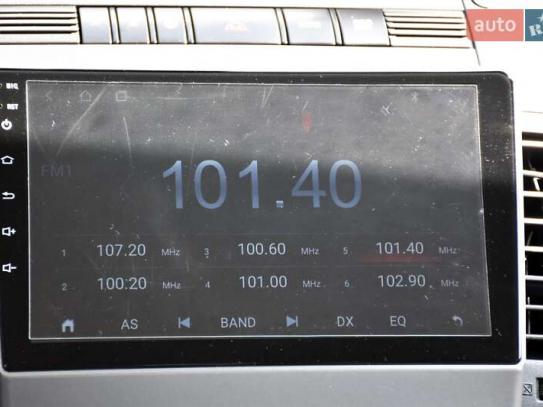 auto
MIC
RST
FM1
101.40
1 107.20 MHz 3 100.60 MHz 5 101.40 MHz
2 100.20 MHz 4 101.00 MHz 6 102.90 MHz
AS BAND DX EQ